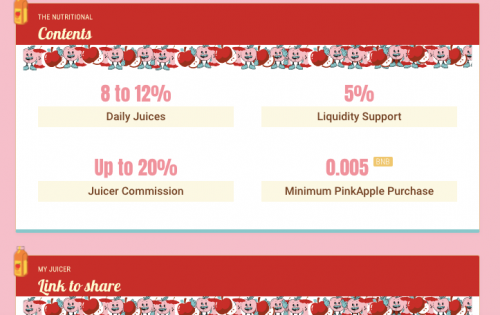 THE NUTRITIONAL
Contents
8 to 12%
5%
Daily Juices
Liquidity Support
Up to 20%
0.005 BNB
Juicer Commission
Minimum PinkApple Purchase
MY JUICER
Link to share